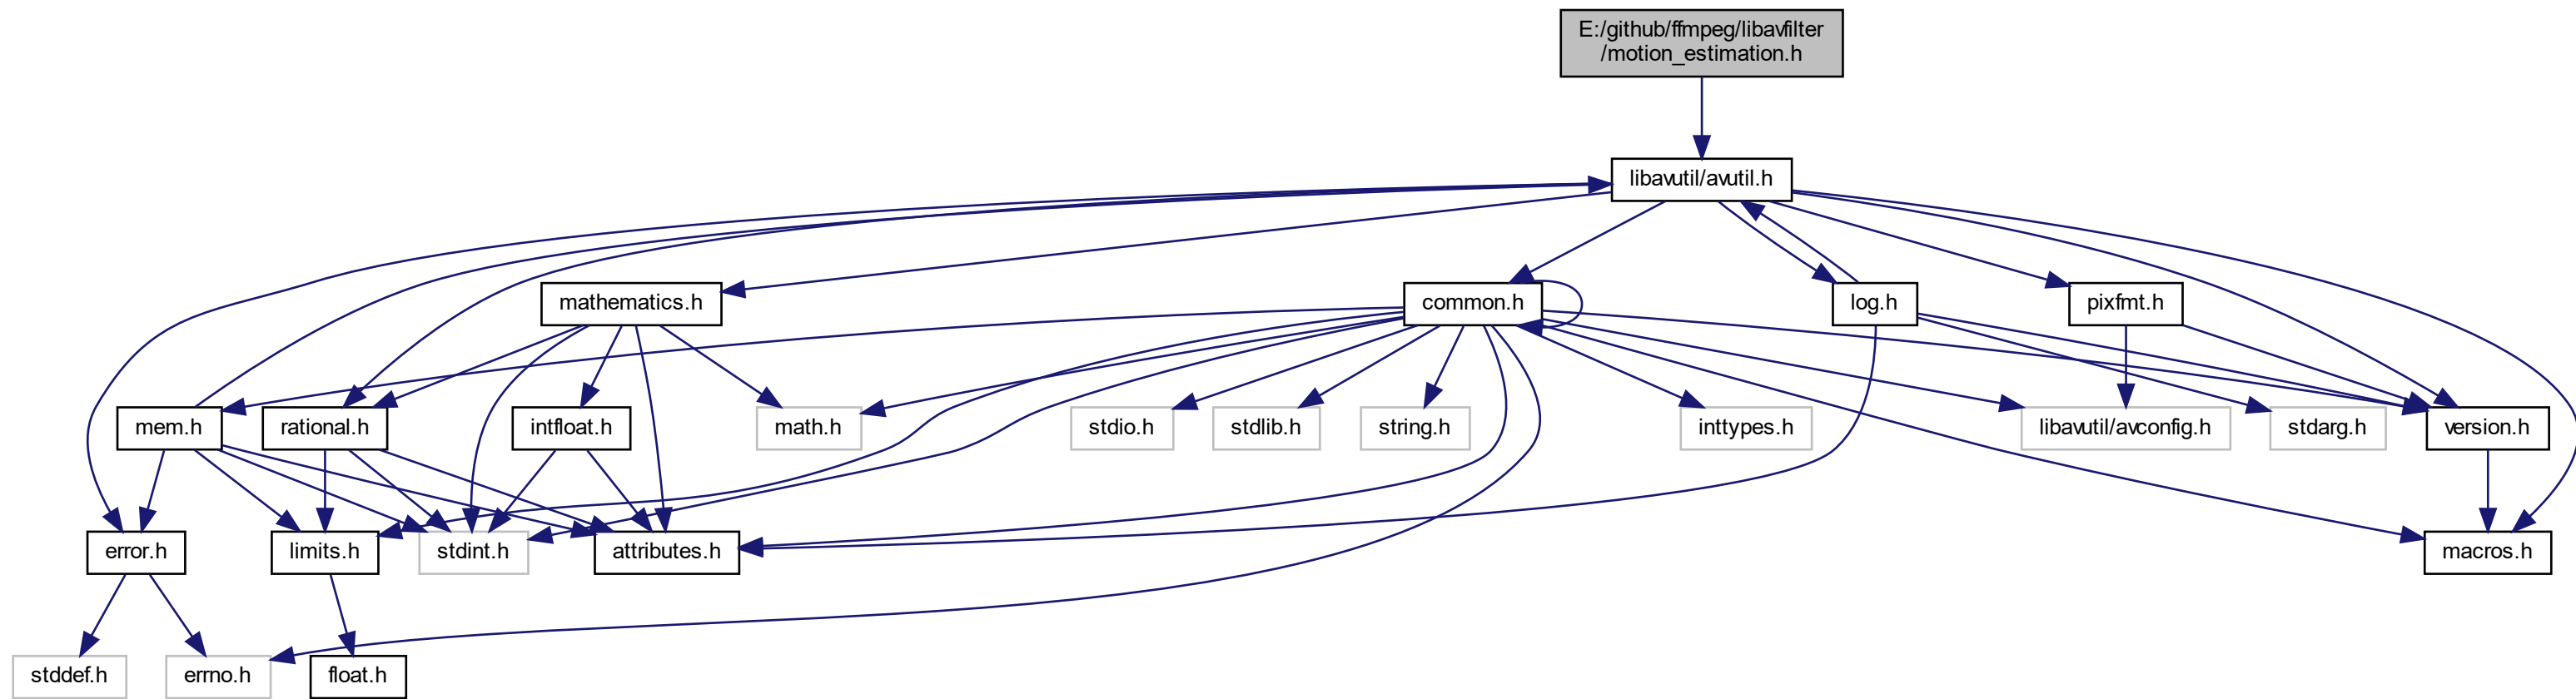 E:/github/ffmpeg/libavfilter
/motion_estimation.h
libavutil/avutil.h
mathematics.h
common.h
log.h
pixfmt.h
mem.h
rational.h
intfloat.h
math.h
stdio.h
stdlib.h
string.h
inttypes.h
libavutil/avconfig.h
stdarg.h
version.h
error.h
limits.h
stdint.h
attributes.h
macros.h
stddef.h
errno.h
float.h